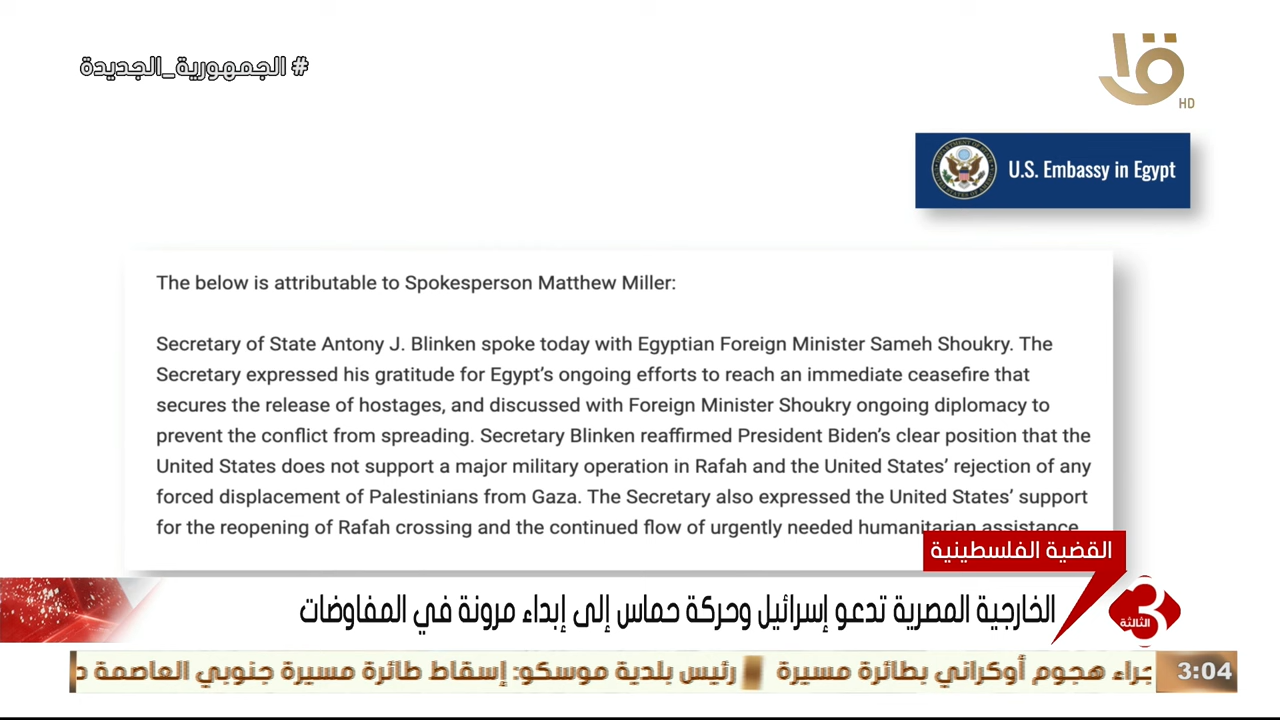 # الجمهورية_الجديدة
HD
U.S. Embassy in Egypt
The below is attributable to Spokesperson Matthew Miller:
Secretary of State Antony J. Blinken spoke today with Egyptian Foreign Minister Sameh Shoukry. The
Secretary expressed his gratitude for Egypt’s ongoing efforts to reach an immediate ceasefire that
secures the release of hostages, and discussed with Foreign Minister Shoukry ongoing diplomacy to
prevent the conflict from spreading. Secretary Blinken reaffirmed President Biden’s clear position that the
United States does not support a major military operation in Rafah and the United States’ rejection of any
forced displacement of Palestinians from Gaza. The Secretary also expressed the United States’ support
for the reopening of Rafah crossing and the continued flow of urgently needed humanitarian assistance
القضية الفلسطينية
الخارجية المصرية تدعو إسرائيل وحركة حماس إلى إبداء مرونة في المفاوضات
3 الثالثة
3:04 جراء هجوم أوكراني بطائرة مسيرة رئيس بلدية موسكو: إسقاط طائرة مسيرة جنوبي العاصمة